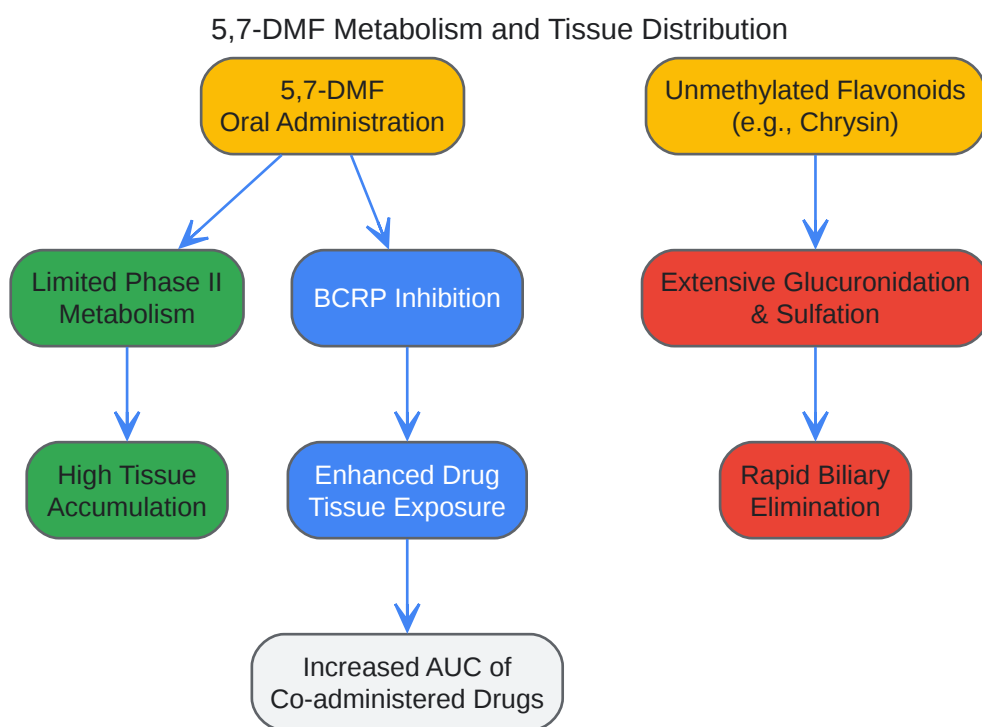 5,7-DMF Metabolism and Tissue Distribution
5,7-DMF
Oral Administration
Unmethylated Flavonoids
(e.g., Chrysin)
Limited Phase II
Metabolism
BCRP Inhibition
Extensive Glucuronidation
& Sulfation
High Tissue
Accumulation
Enhanced Drug
Tissue Exposure
Rapid Biliary
Elimination
Increased AUC of
Co-administered Drugs